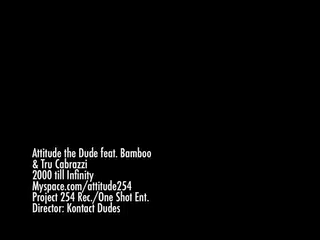 Attitude the Dude feat. Bamboo
& Tru Cabrazzi
2000 till Infinity
Myspace.com/attitude254
Project 254 Rec./One Shot Ent.
Director: Kontact Dudes